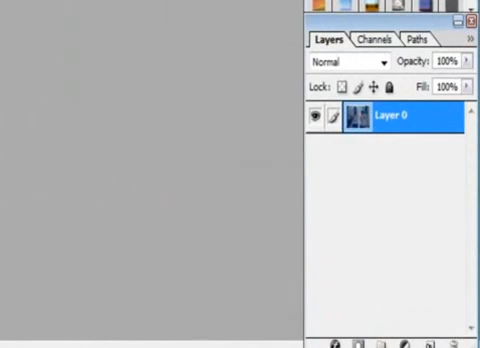 Layers Channels Paths
Normal Opacity: 100%
Lock: Fill: 100%
Layer 0